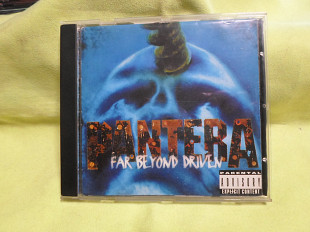 PANTERA
FAR BEYOND DRIVEN
PARENTAL
ADVISORY
EXPLICIT CONTENT